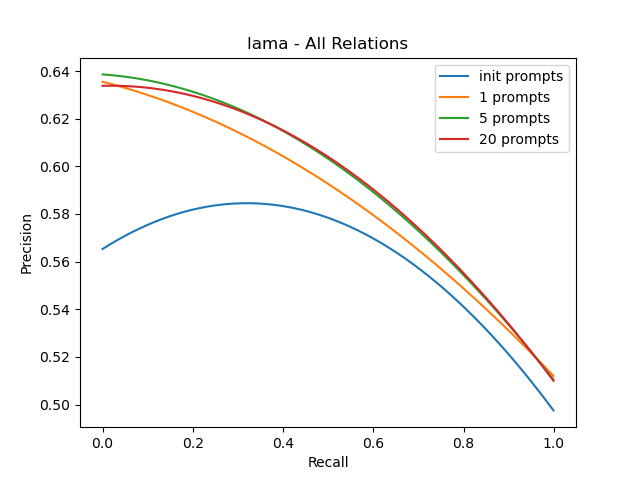 lama - All Relations
init prompts
1 prompts
5 prompts
20 prompts
Precision
0.64
0.62
0.60
0.58
0.56
0.54
0.52
0.50
0.0 0.2 0.4 0.6 0.8 1.0
Recall